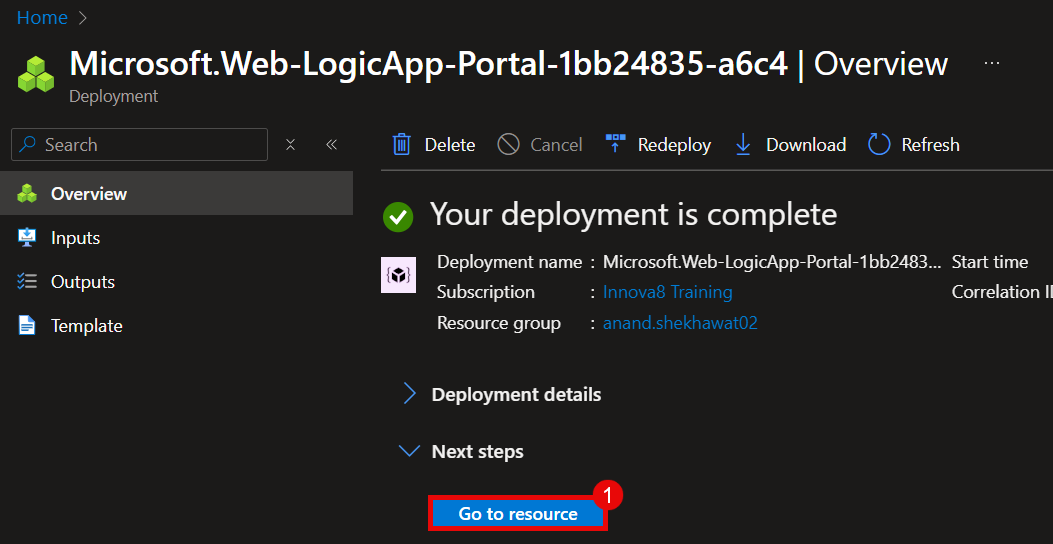 Home
Microsoft.Web-LogicApp-Portal-1bb24835-a6c4 | Overview ...
Deployment
Search
Overview
Inputs
Outputs
Template
Delete Cancel Redeploy Download Refresh
Your deployment is complete
Deployment name : Microsoft.Web-LogicApp-Portal-1bb2483... Start time
Subscription : Innova8 Training Correlation I
Resource group : anand.shekhawat02
Deployment details
Next steps
1
Go to resource